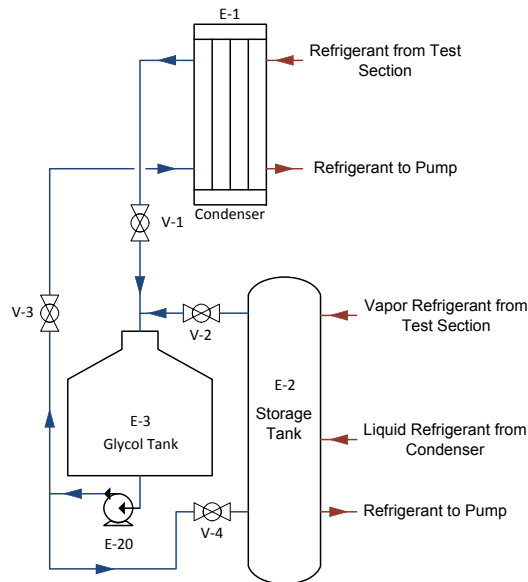 E-1
Refrigerant from Test
Section
Refrigerant to Pump
Condenser
V-1
V-3
V-2
Vapor Refrigerant from
Test Section
E-2
Storage
Tank
E-3
Glycol Tank
Liquid Refrigerant from
Condenser
Refrigerant to Pump
E-20
V-4